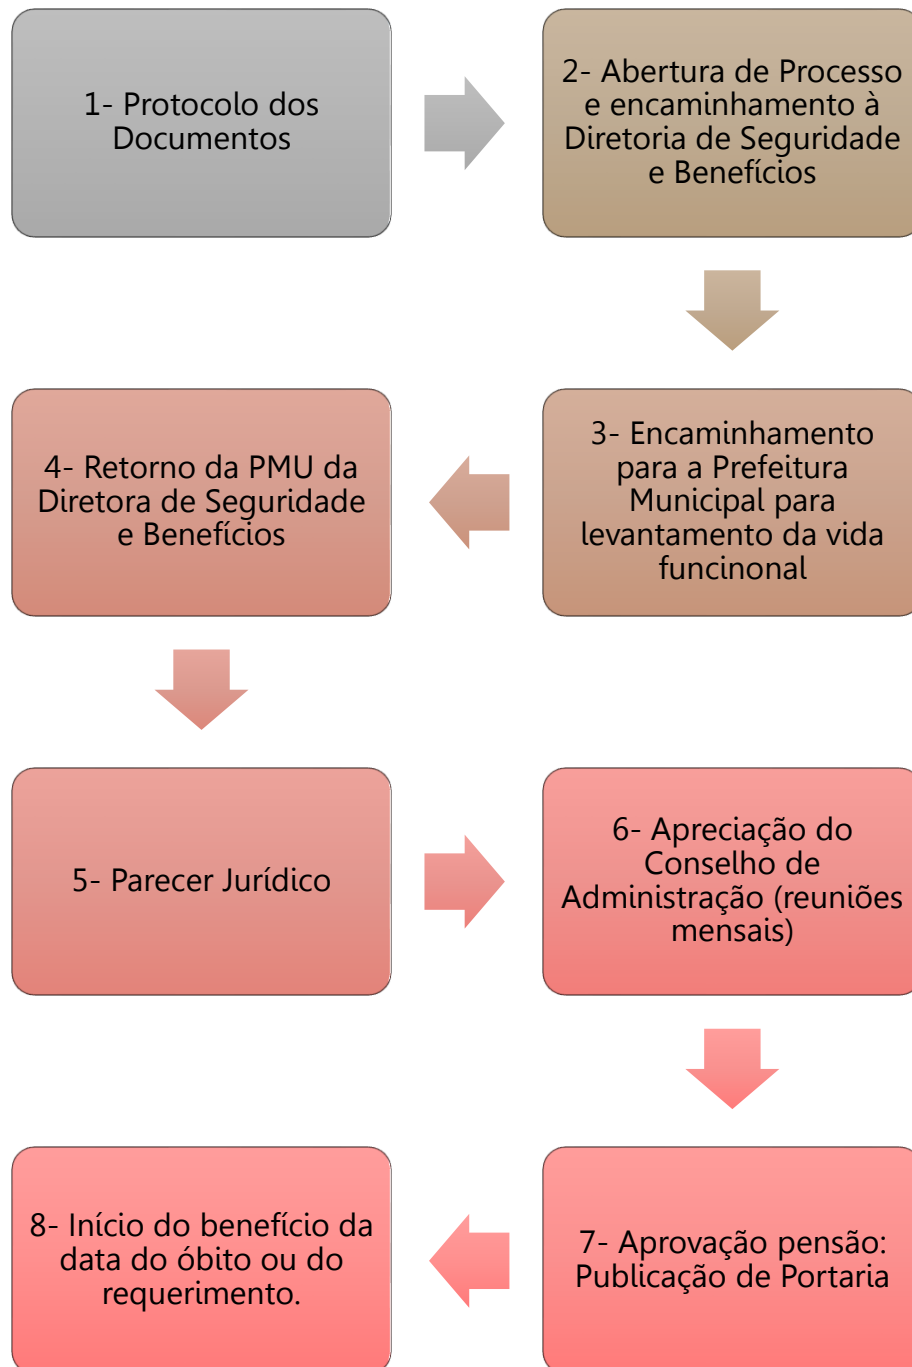 1- Protocolo dos
Documentos
2- Abertura de Processo
e encaminhamento à
Diretoria de Seguridade
e Benefícios
3- Encaminhamento
para a Prefeitura
Municipal para
levantamento da vida
funcinonal
4- Retorno da PMU da
Diretora de Seguridade
e Benefícios
5- Parecer Jurídico
6- Apreciação do
Conselho de
Administração (reuniões
mensais)
7- Aprovação pensão:
Publicação de Portaria
8- Início do benefício da
data do óbito ou do
requerimento.